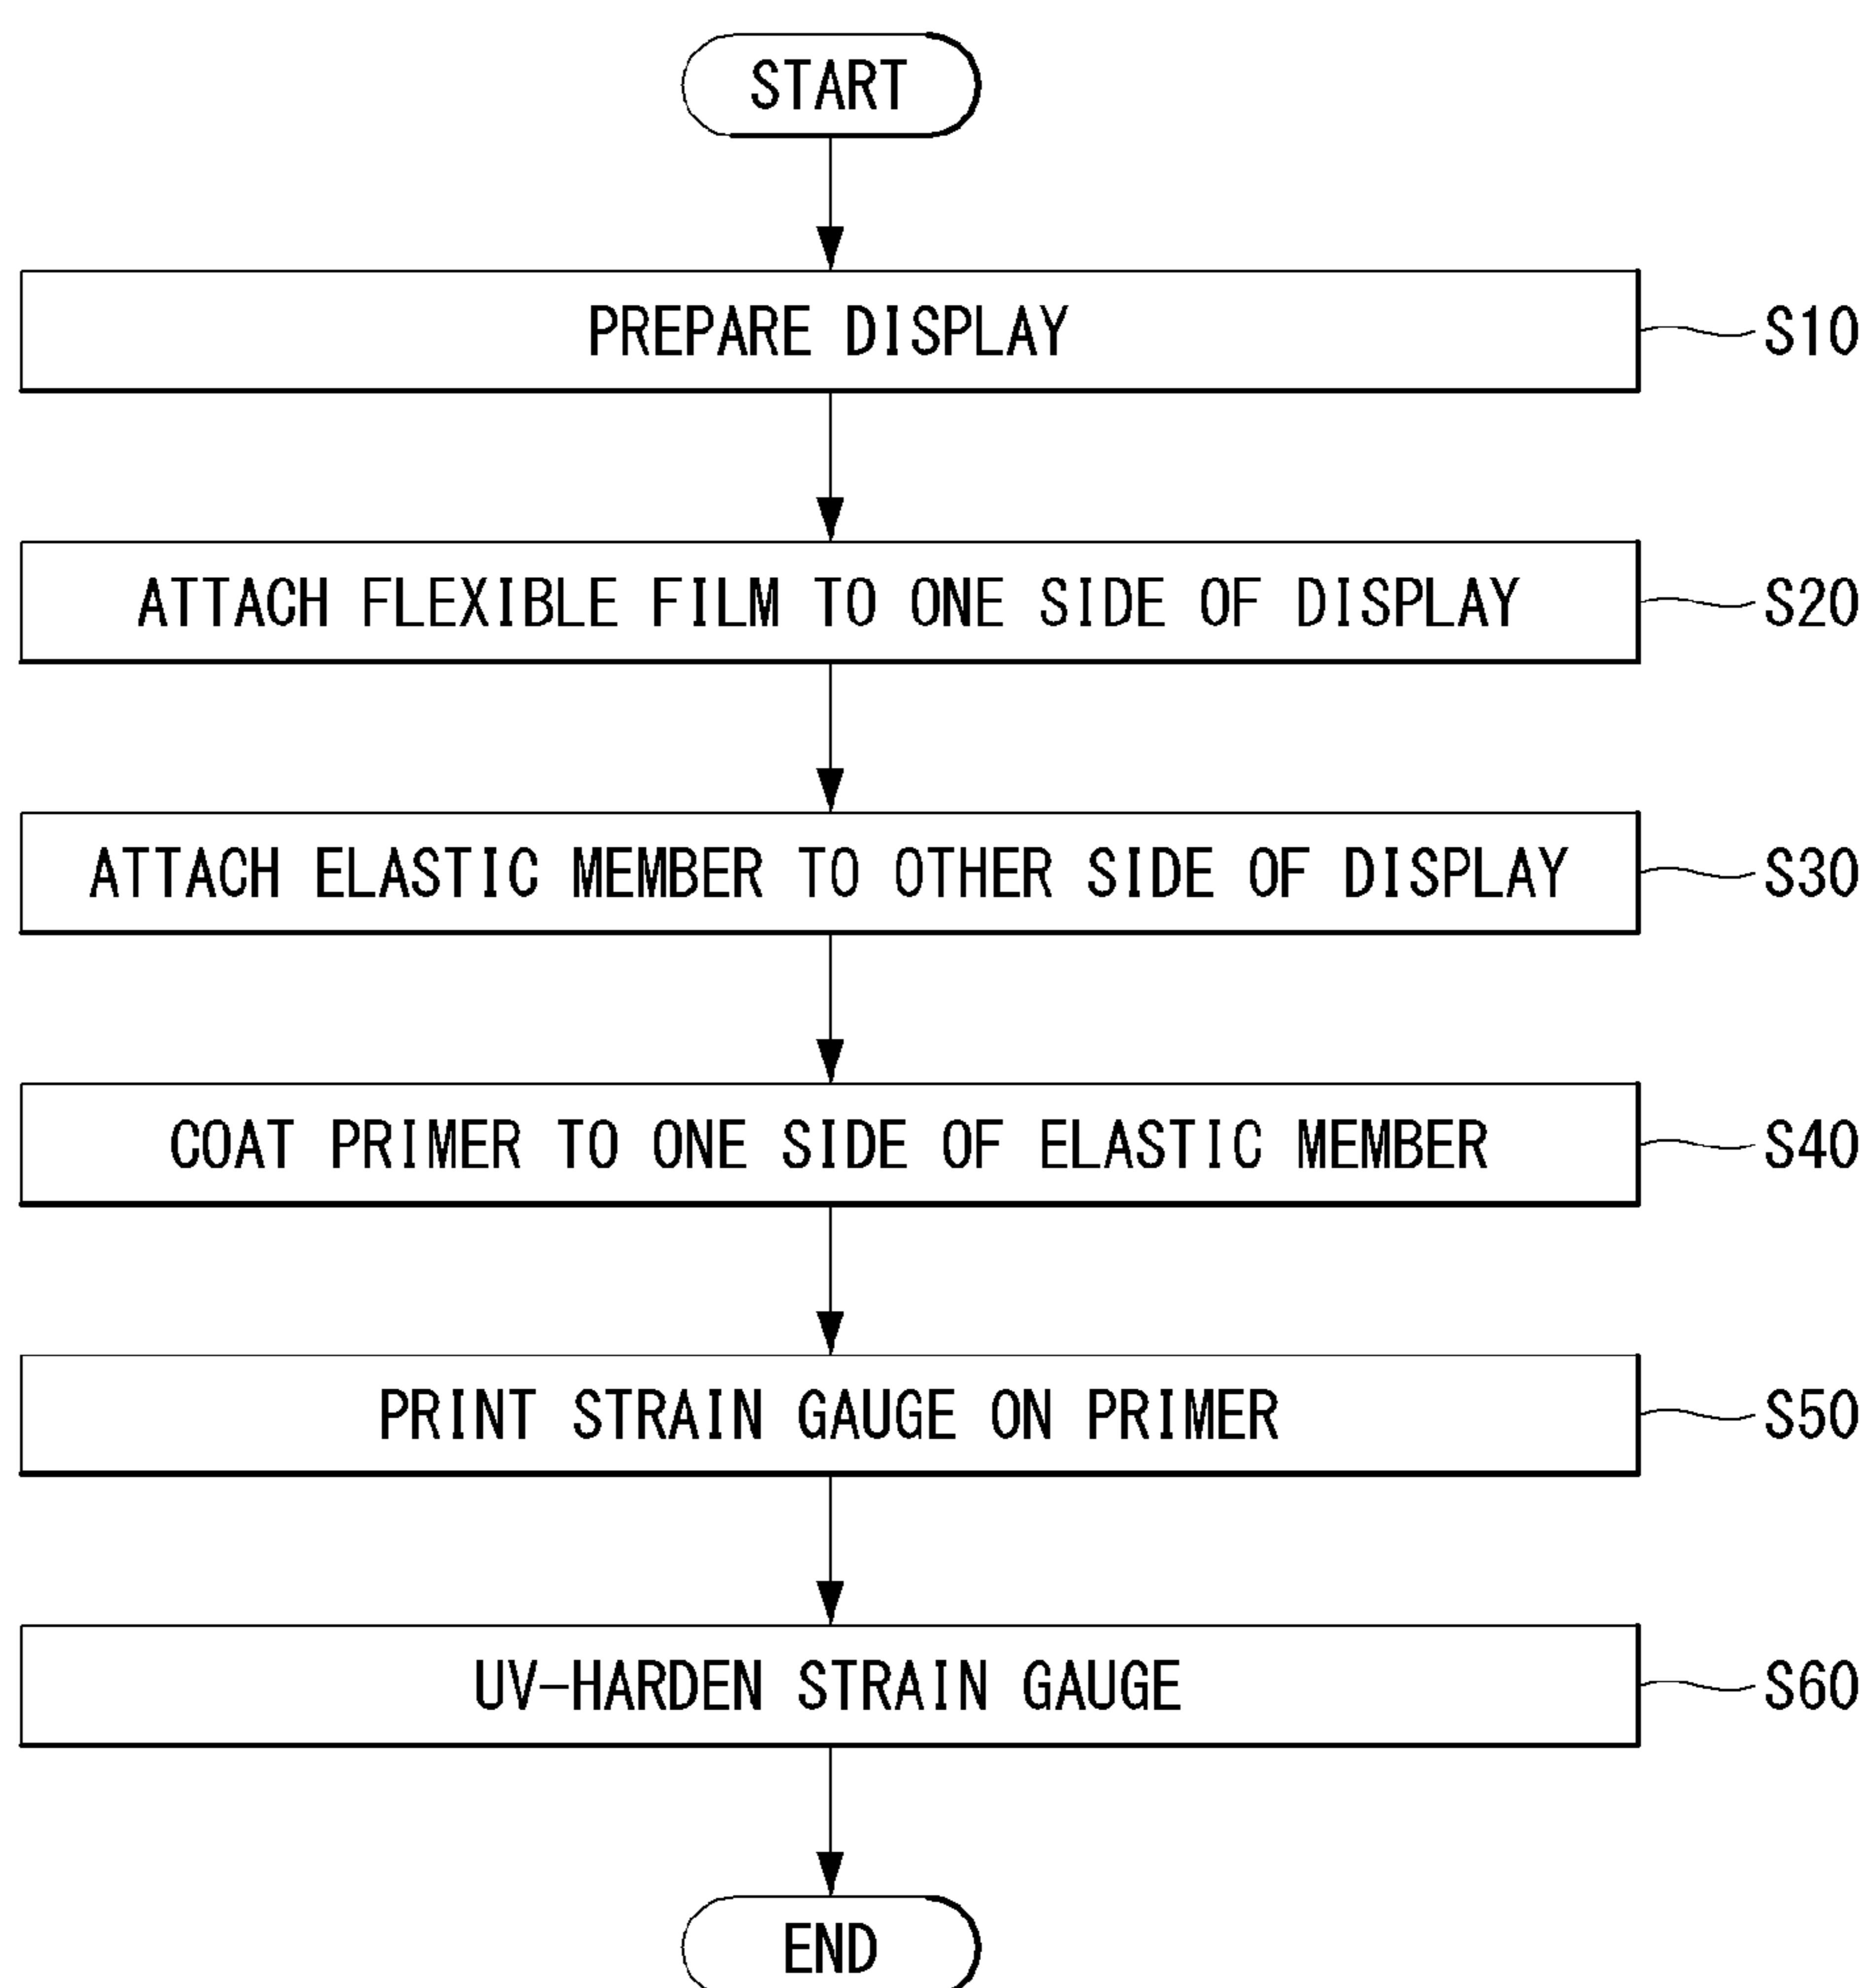 START
PREPARE DISPLAY
S10
ATTACH FLEXIBLE FILM TO ONE SIDE OF DISPLAY
S20
ATTACH ELASTIC MEMBER TO OTHER SIDE OF DISPLAY
S30
COAT PRIMER TO ONE SIDE OF ELASTIC MEMBER
S40
PRINT STRAIN GAUGE ON PRIMER
S50
UV-HARDEN STRAIN GAUGE
S60
END